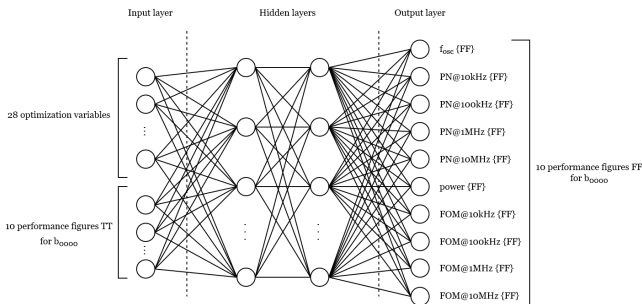 Input layer
Hidden layers
Output layer
28 optimization variables
10 performance figures TT
for b0000
fosc {FF}
PN@10kHz {FF}
PN@100kHz {FF}
PN@1MHz {FF}
PN@10MHz {FF}
power {FF}
FOM@10kHz {FF}
FOM@100kHz {FF}
FOM@1MHz {FF}
FOM@10MHz {FF}
10 performance figures FF
for b0000